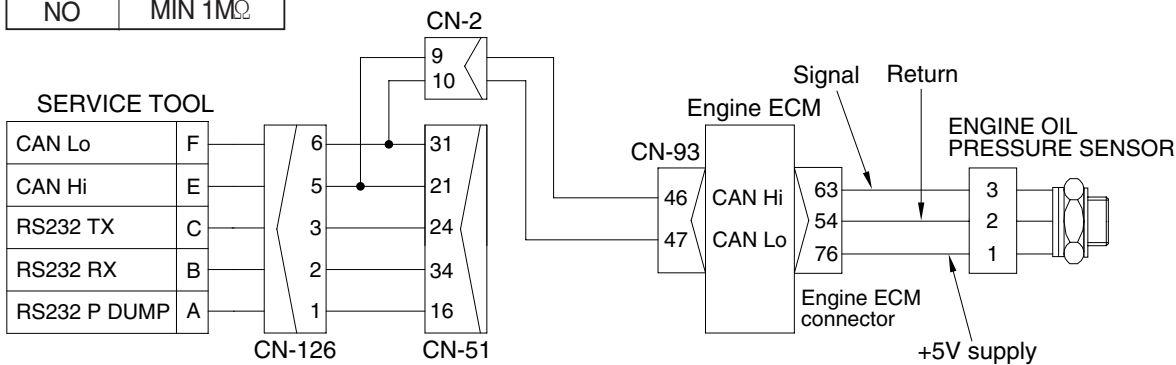 NO MIN 1MΩ
CN-2
9
10
SERVICE TOOL
CAN Lo F
CAN Hi E
RS232 TX C
RS232 RX B
RS232 P DUMP A
6
5
3
2
1
CN-126
31
21
24
34
16
CN-51
CN-93
46
47
Engine ECM
CAN Hi
CAN Lo
63
54
76
Engine ECM
connector
Signal
Return
+5V supply
ENGINE OIL
PRESSURE SENSOR
3
2
1